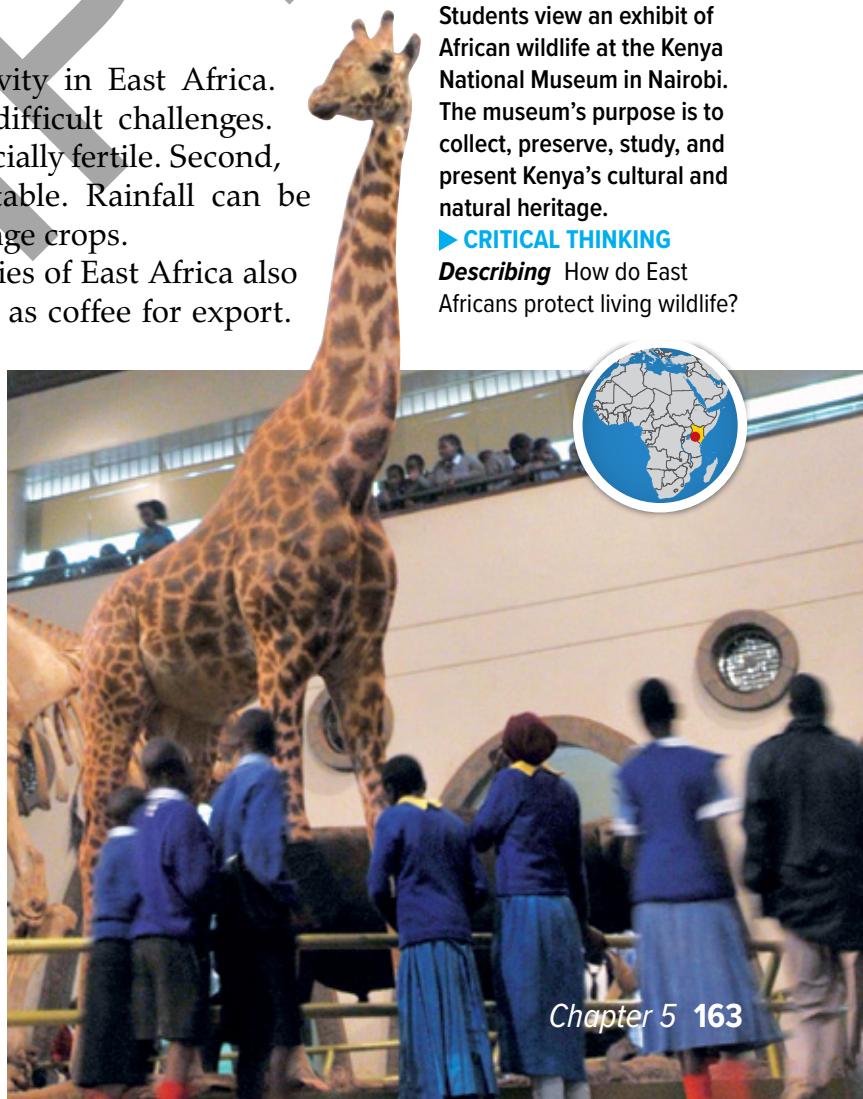 vity in East Africa.
difficult challenges.
cially fertile. Second,
table. Rainfall can be
ge crops.
ies of East Africa also
as coffee for export.
Students view an exhibit of
African wildlife at the Kenya
National Museum in Nairobi.
The museum’s purpose is to
collect, preserve, study, and
present Kenya’s cultural and
natural heritage.
▶ CRITICAL THINKING
Describing How do East
Africans protect living wildlife?
Chapter 5 163